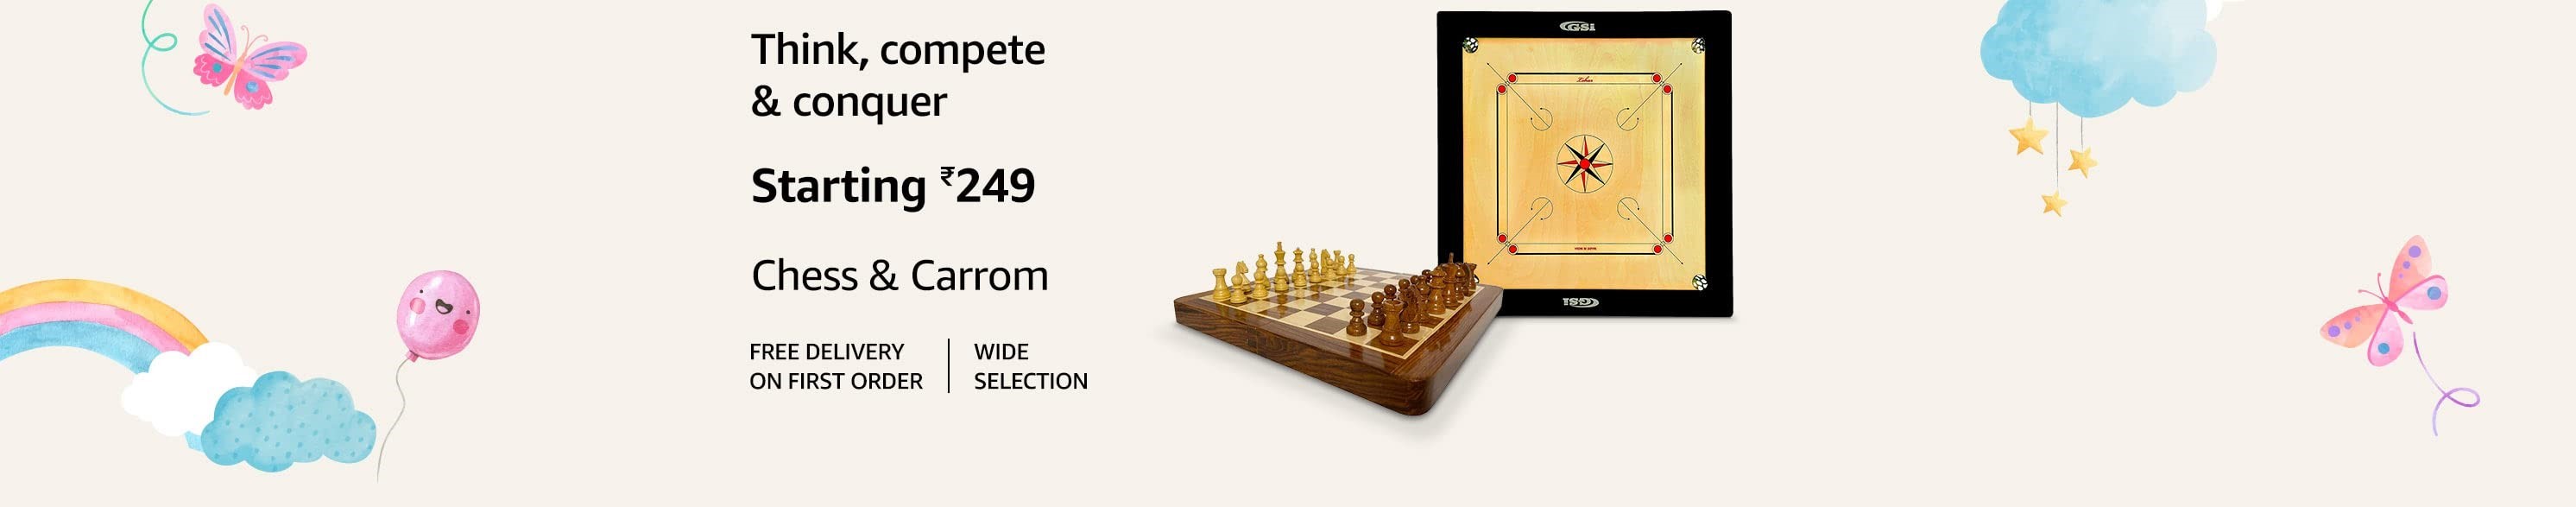 Think, compete
& conquer
Starting ₹249
Chess & Carrom
FREE DELIVERY
ON FIRST ORDER
WIDE
SELECTION
GSi
GSi